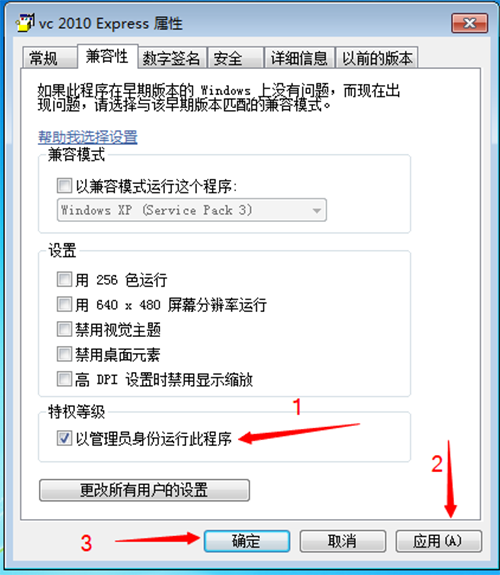 vc 2010 Express 属性
常规 兼容性 数字签名 安全 详细信息 以前的版本
如果此程序在早期版本的 Windows 上没有问题，而现在出
现问题，请选择与该早期版本匹配的兼容模式。
帮助我选择设置
兼容模式
以兼容模式运行这个程序:
Windows XP (Service Pack 3)
设置
用 256 色运行
用 640 x 480 屏幕分辨率运行
禁用视觉主题
禁用桌面元素
高 DPI 设置时禁用显示缩放
特权等级
1
以管理员身份运行此程序
2
更改所有用户的设置
3 确定 取消 应用(A)